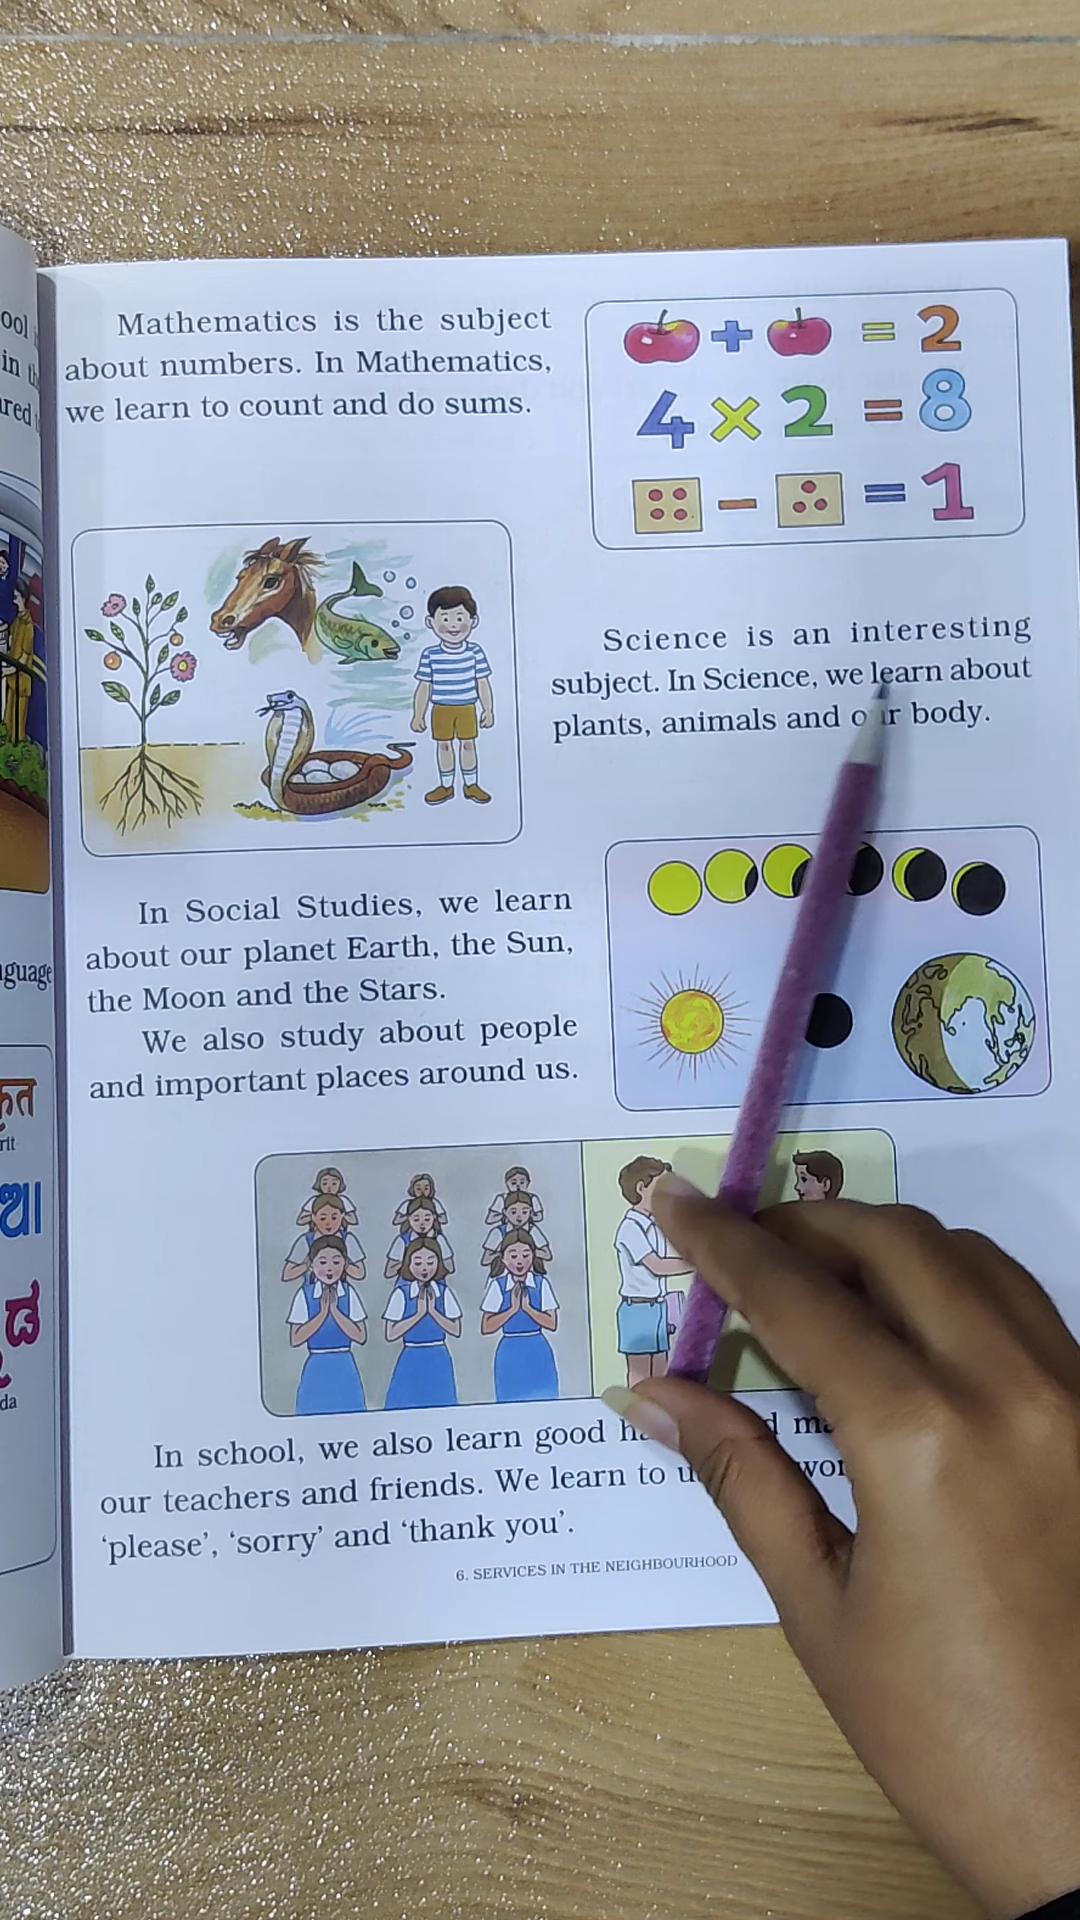 ool
in
red
guage
rit
da
Mathematics is the subject
about numbers. In Mathematics,
we learn to count and do sums.
+ = 2
4 × 2 = 8
− = 1
Science is an interesting
subject. In Science, we learn about
plants, animals and our body.
In Social Studies, we learn
about our planet Earth, the Sun,
the Moon and the Stars.
We also study about people
and important places around us.
In school, we also learn good
our teachers and friends. We learn to
'please', 'sorry' and 'thank you'.
6. SERVICES IN THE NEIGHBOURHOOD